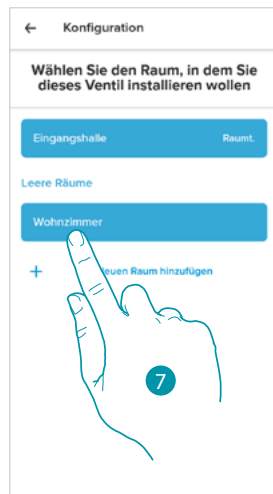 ← Konfiguration
Wählen Sie den Raum, in dem Sie
dieses Ventil installieren wollen
Eingangshalle Raumt.
Leere Räume
Wohnzimmer
+ Raum hinzufügen
7